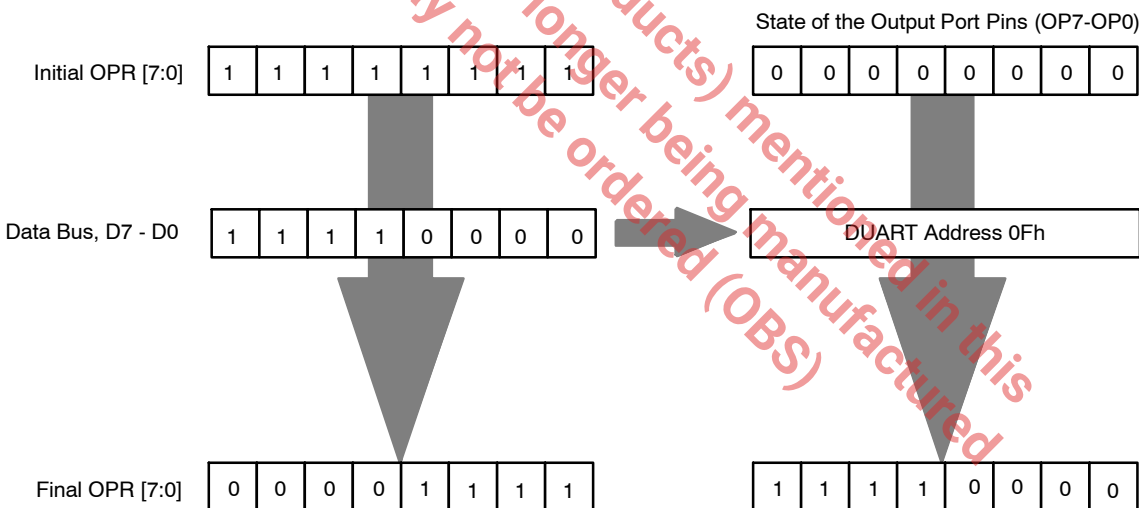 State of the Output Port Pins (OP7-OP0)
Initial OPR [7:0] 1 1 1 1 1 1 1 1 0 0 0 0 0 0 0 0
Data Bus, D7 - D0 1 1 1 1 0 0 0 0 DUART Address 0Fh
Final OPR [7:0] 0 0 0 0 1 1 1 1 1 1 1 1 0 0 0 0
ducts) mentioned in this
longer being manufactured
y not be ordered (OBS)